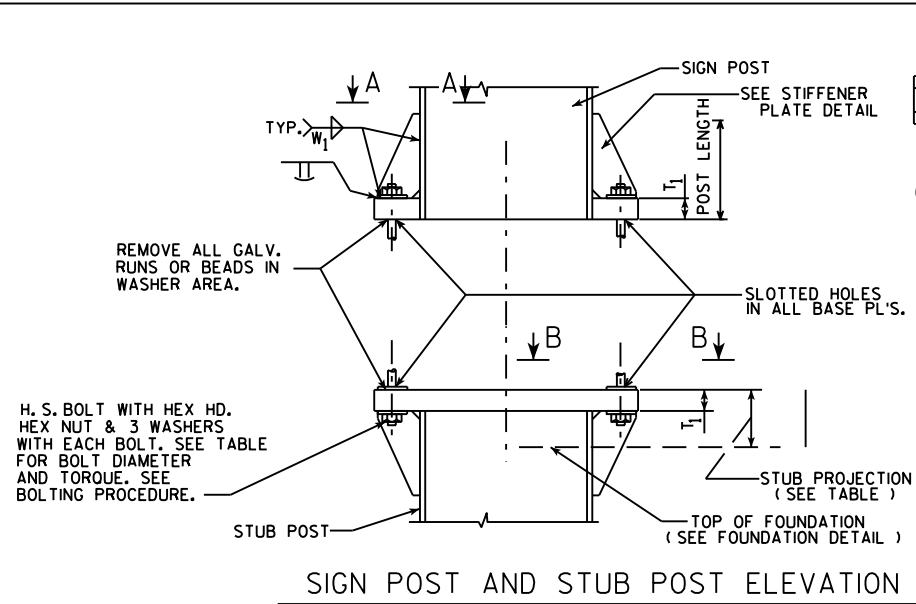 A A
SIGN POST
SEE STIFFENER
PLATE DETAIL
TYP.
W1
POST LENGTH
T1
REMOVE ALL GALV.
RUNS OR BEADS IN
WASHER AREA.
SLOTTED HOLES
IN ALL BASE PL'S.
B B
H.S. BOLT WITH HEX HD.
HEX NUT & 3 WASHERS
WITH EACH BOLT. SEE TABLE
FOR BOLT DIAMETER
AND TORQUE. SEE
BOLTING PROCEDURE.
T1
STUB PROJECTION
( SEE TABLE )
STUB POST
TOP OF FOUNDATION
( SEE FOUNDATION DETAIL )
SIGN POST AND STUB POST ELEVATION